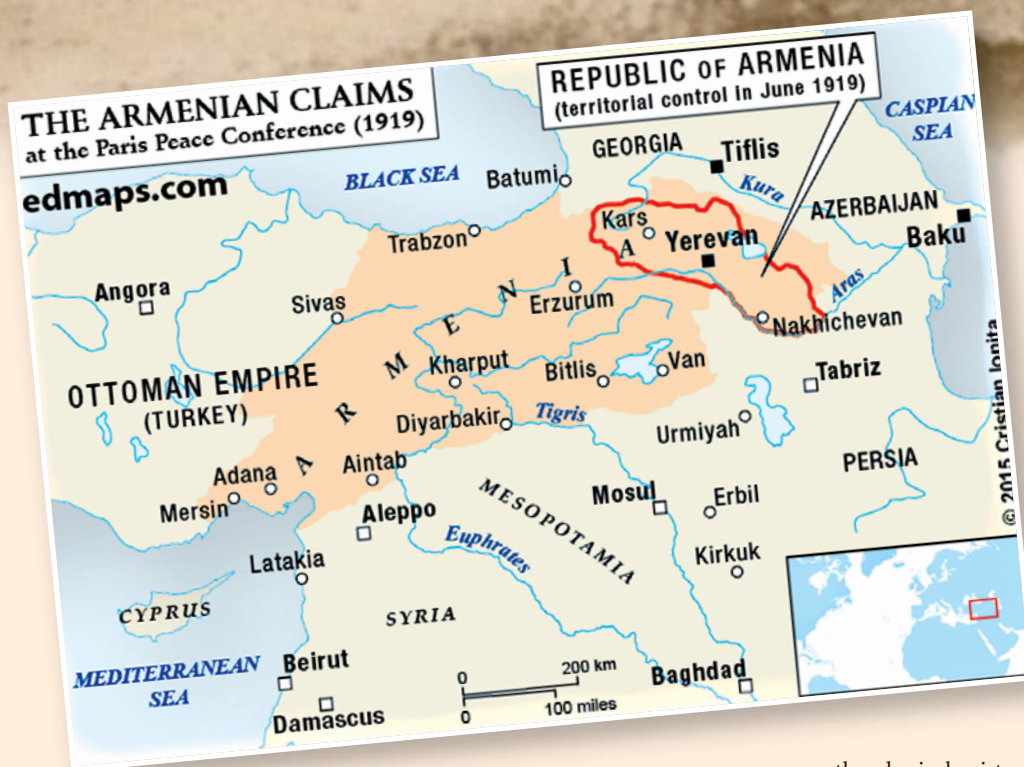 THE ARMENIAN CLAIMS
at the Paris Peace Conference (1919)
edmaps.com
REPUBLIC OF ARMENIA
(territorial control in June 1919)
CASPIAN
SEA
BLACK SEA
GEORGIA
Tiflis
Batumi
Kura
AZERBAIJAN
Baku
Kars
Yerevan
Trabzon
ARMENIA
Erzurum
Aras
Nakhichevan
Angora
Sivas
OTTOMAN EMPIRE
(TURKEY)
Kharput
Bitlis
Van
Tabriz
Diyarbakir
Tigris
Urmiyah
PERSIA
Adana
Aintab
Mersin
Aleppo
MESOPOTAMIA
Mosul
Erbil
Euphrates
Kirkuk
Latakia
CYPRUS
SYRIA
MEDITERRANEAN
SEA
Beirut
Damascus
Baghdad
0
200 km
0
100 miles
© 2015 Cristian Ionita